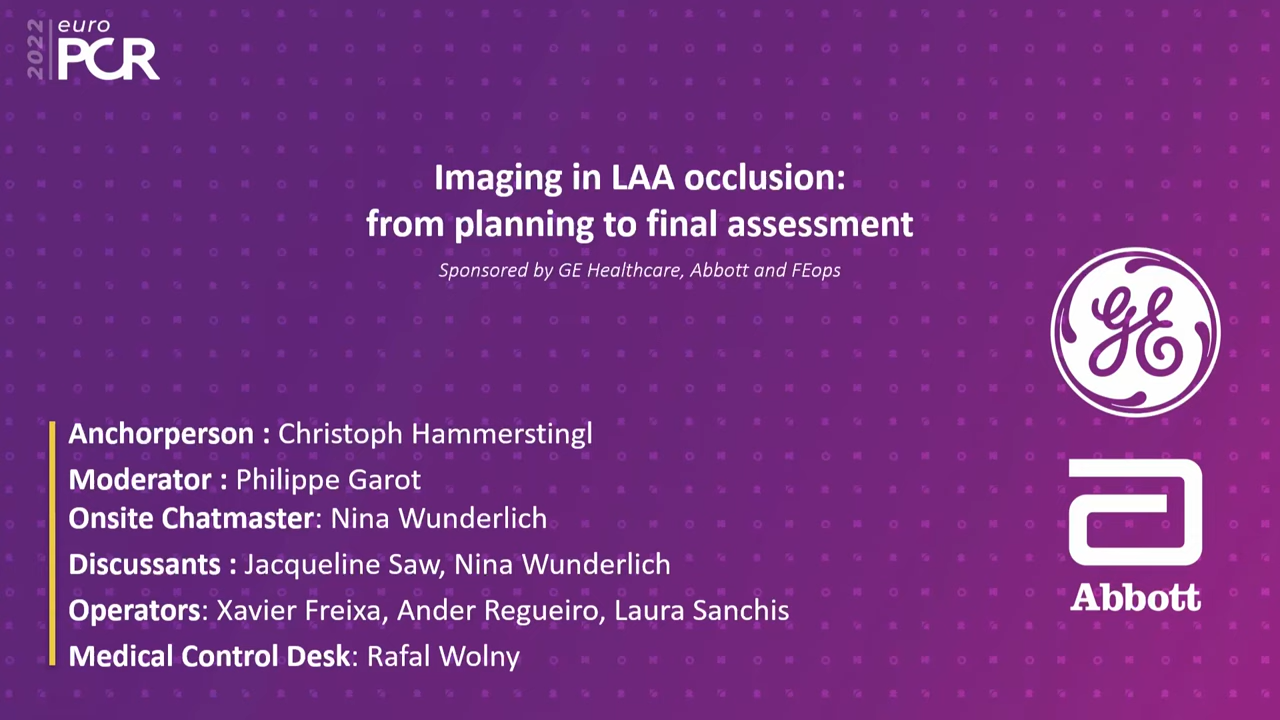 2022
euro
PCR
Imaging in LAA occlusion:
from planning to final assessment
Sponsored by GE Healthcare, Abbott and FEops
GE
Abbott
Anchorperson : Christoph Hammerstingl
Moderator : Philippe Garot
Onsite Chatmaster: Nina Wunderlich
Discussants : Jacqueline Saw, Nina Wunderlich
Operators: Xavier Freixa, Ander Regueiro, Laura Sanchis
Medical Control Desk: Rafal Wolny